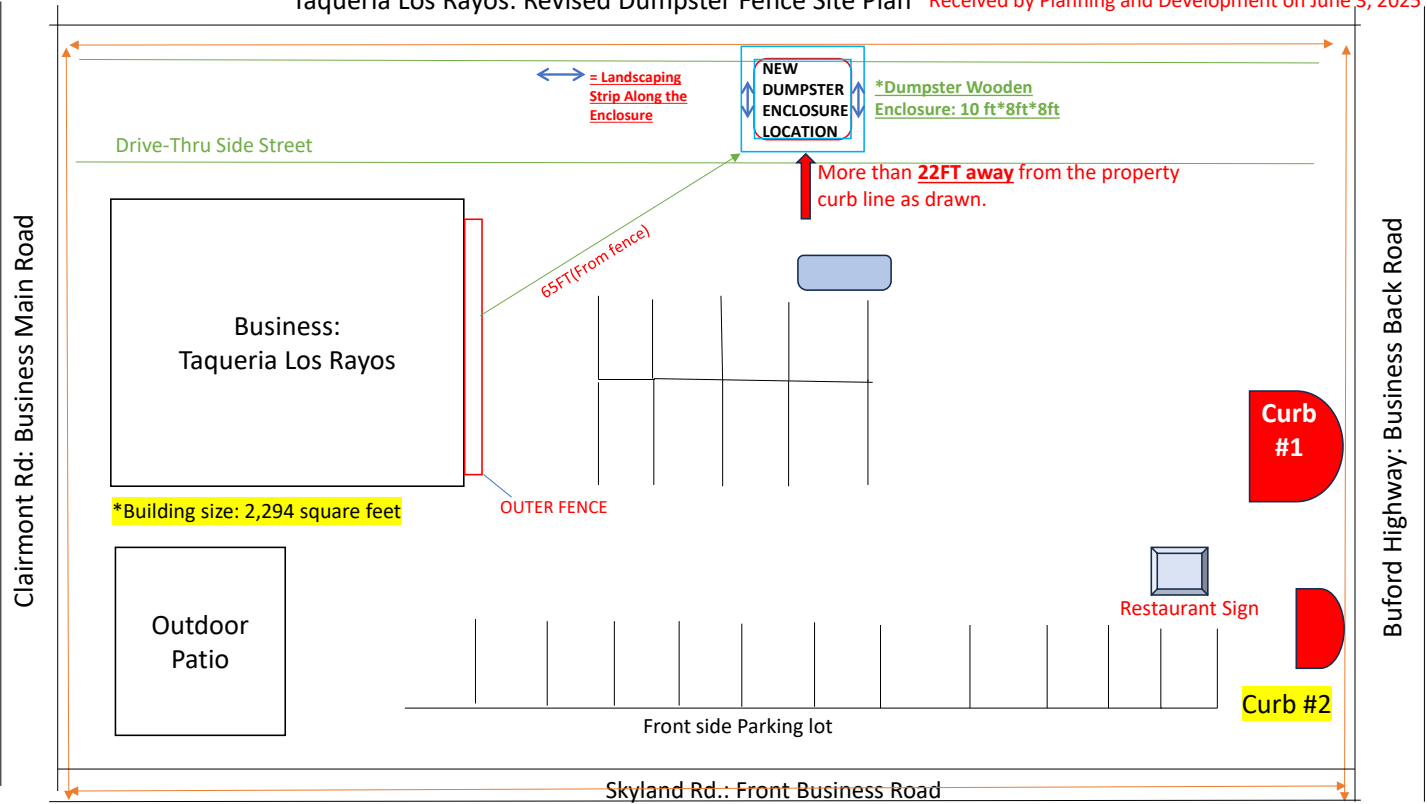 Taqueria Los Rayos: Revised Dumpster Fence Site Plan Received by Planning and Development on June 3, 2025
= Landscaping
Strip Along the
Enclosure
NEW
DUMPSTER
ENCLOSURE
LOCATION
*Dumpster Wooden
Enclosure: 10 ft*8ft*8ft
Drive-Thru Side Street
More than 22FT away from the property
curb line as drawn.
65FT(From fence)
Clairmont Rd: Business Main Road
Business:
Taqueria Los Rayos
Buford Highway: Business Back Road
Curb
#1
*Building size: 2,294 square feet
OUTER FENCE
Outdoor
Patio
Restaurant Sign
Curb #2
Front side Parking lot
Skyland Rd.: Front Business Road